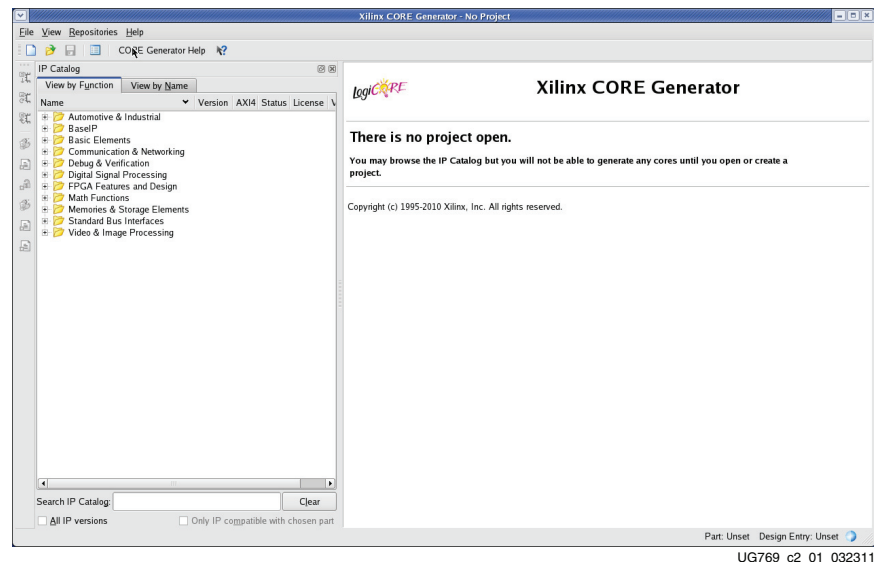 Xilinx CORE Generator - No Project
File View Repositories Help
CORE Generator Help
IP Catalog
View by Function View by Name
Name Version AXI4 Status License V
Automotive & Industrial
BaseIP
Basic Elements
Communication & Networking
Debug & Verification
Digital Signal Processing
FPGA Features and Design
Math Functions
Memories & Storage Elements
Standard Bus Interfaces
Video & Image Processing
Search IP Catalog: Clear
All IP versions Only IP compatible with chosen part
LogiCORE
Xilinx CORE Generator
There is no project open.
You may browse the IP Catalog but you will not be able to generate any cores until you open or create a
project.
Copyright (c) 1995-2010 Xilinx, Inc. All rights reserved.
Part: Unset Design Entry: Unset
UG769_c2_01_032311